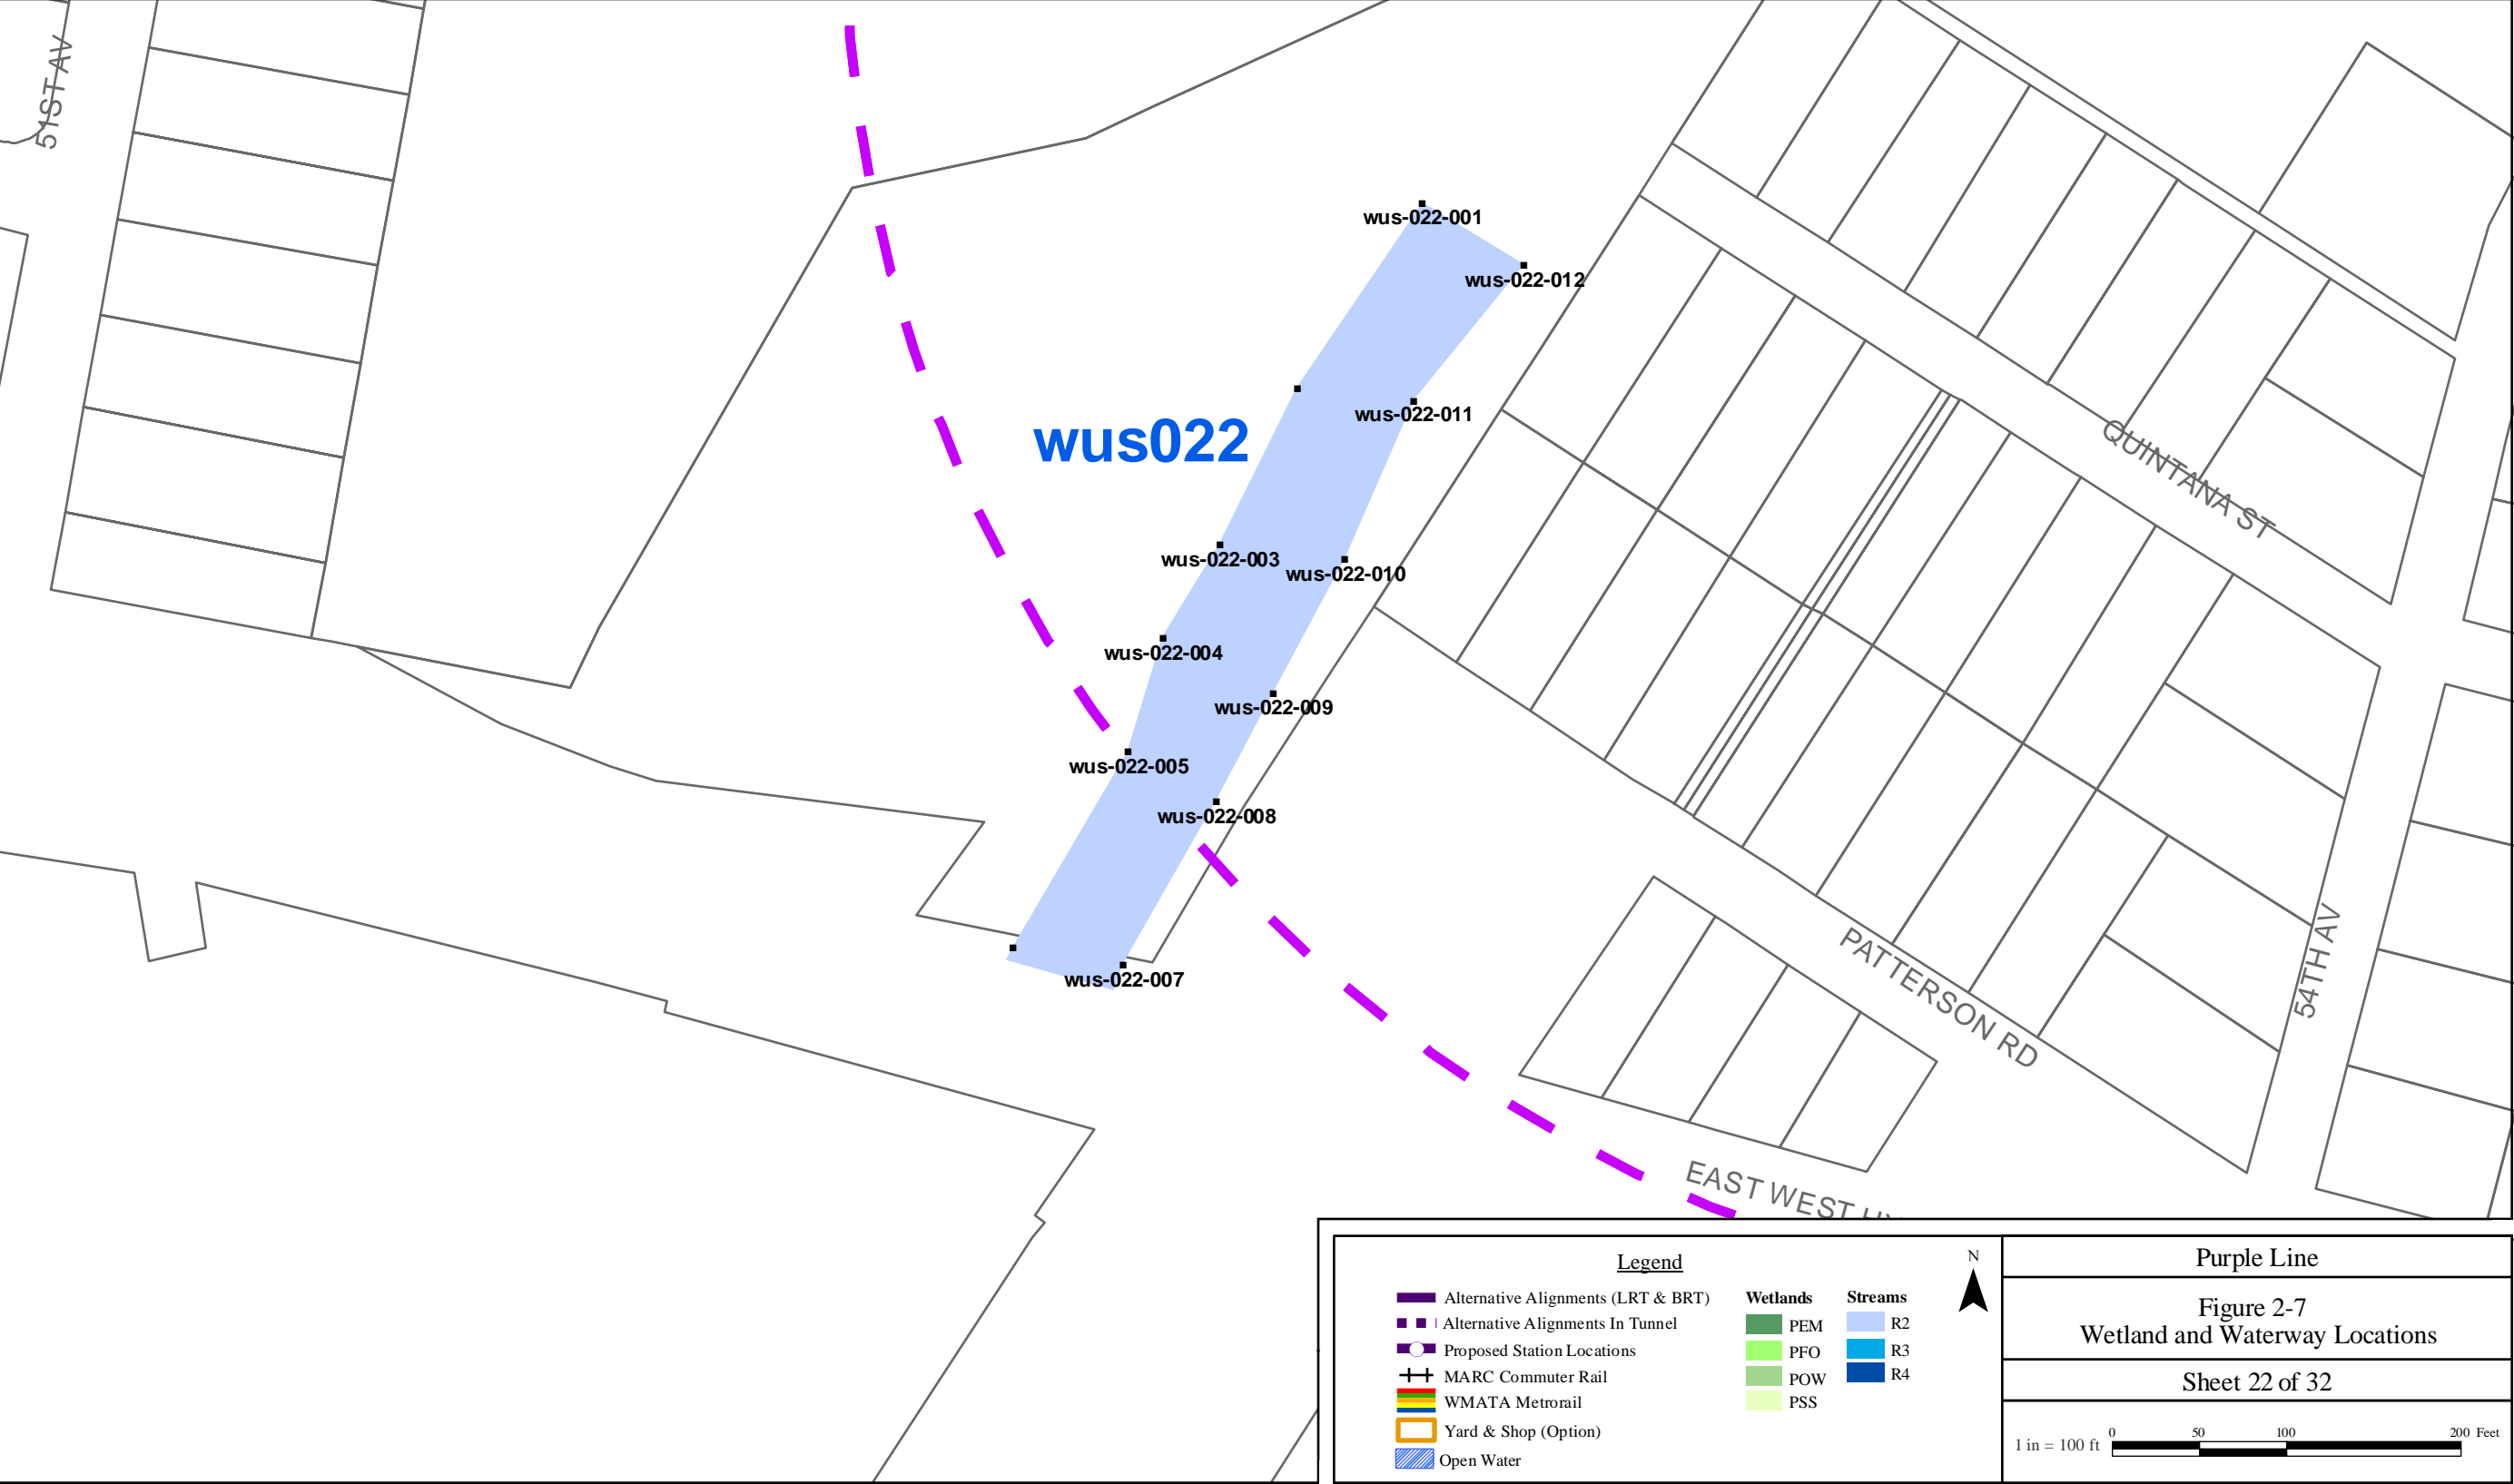 51ST AV
wus-022-001
wus-022-012
wus-022-011
wus022
QUINTANA ST
wus-022-003
wus-022-010
wus-022-004
wus-022-009
wus-022-005
wus-022-008
PATTERSON RD
54TH AV
wus-022-007
EAST WEST
Legend
Alternative Alignments (LRT & BRT)
Alternative Alignments In Tunnel
Proposed Station Locations
MARC Commuter Rail
WMATA Metrorail
Yard & Shop (Option)
Open Water
Wetlands
PEM
PFO
POW
PSS
Streams
R2
R3
R4
N
Purple Line
Figure 2-7
Wetland and Waterway Locations
Sheet 22 of 32
1 in = 100 ft
0 50 100 200 Feet